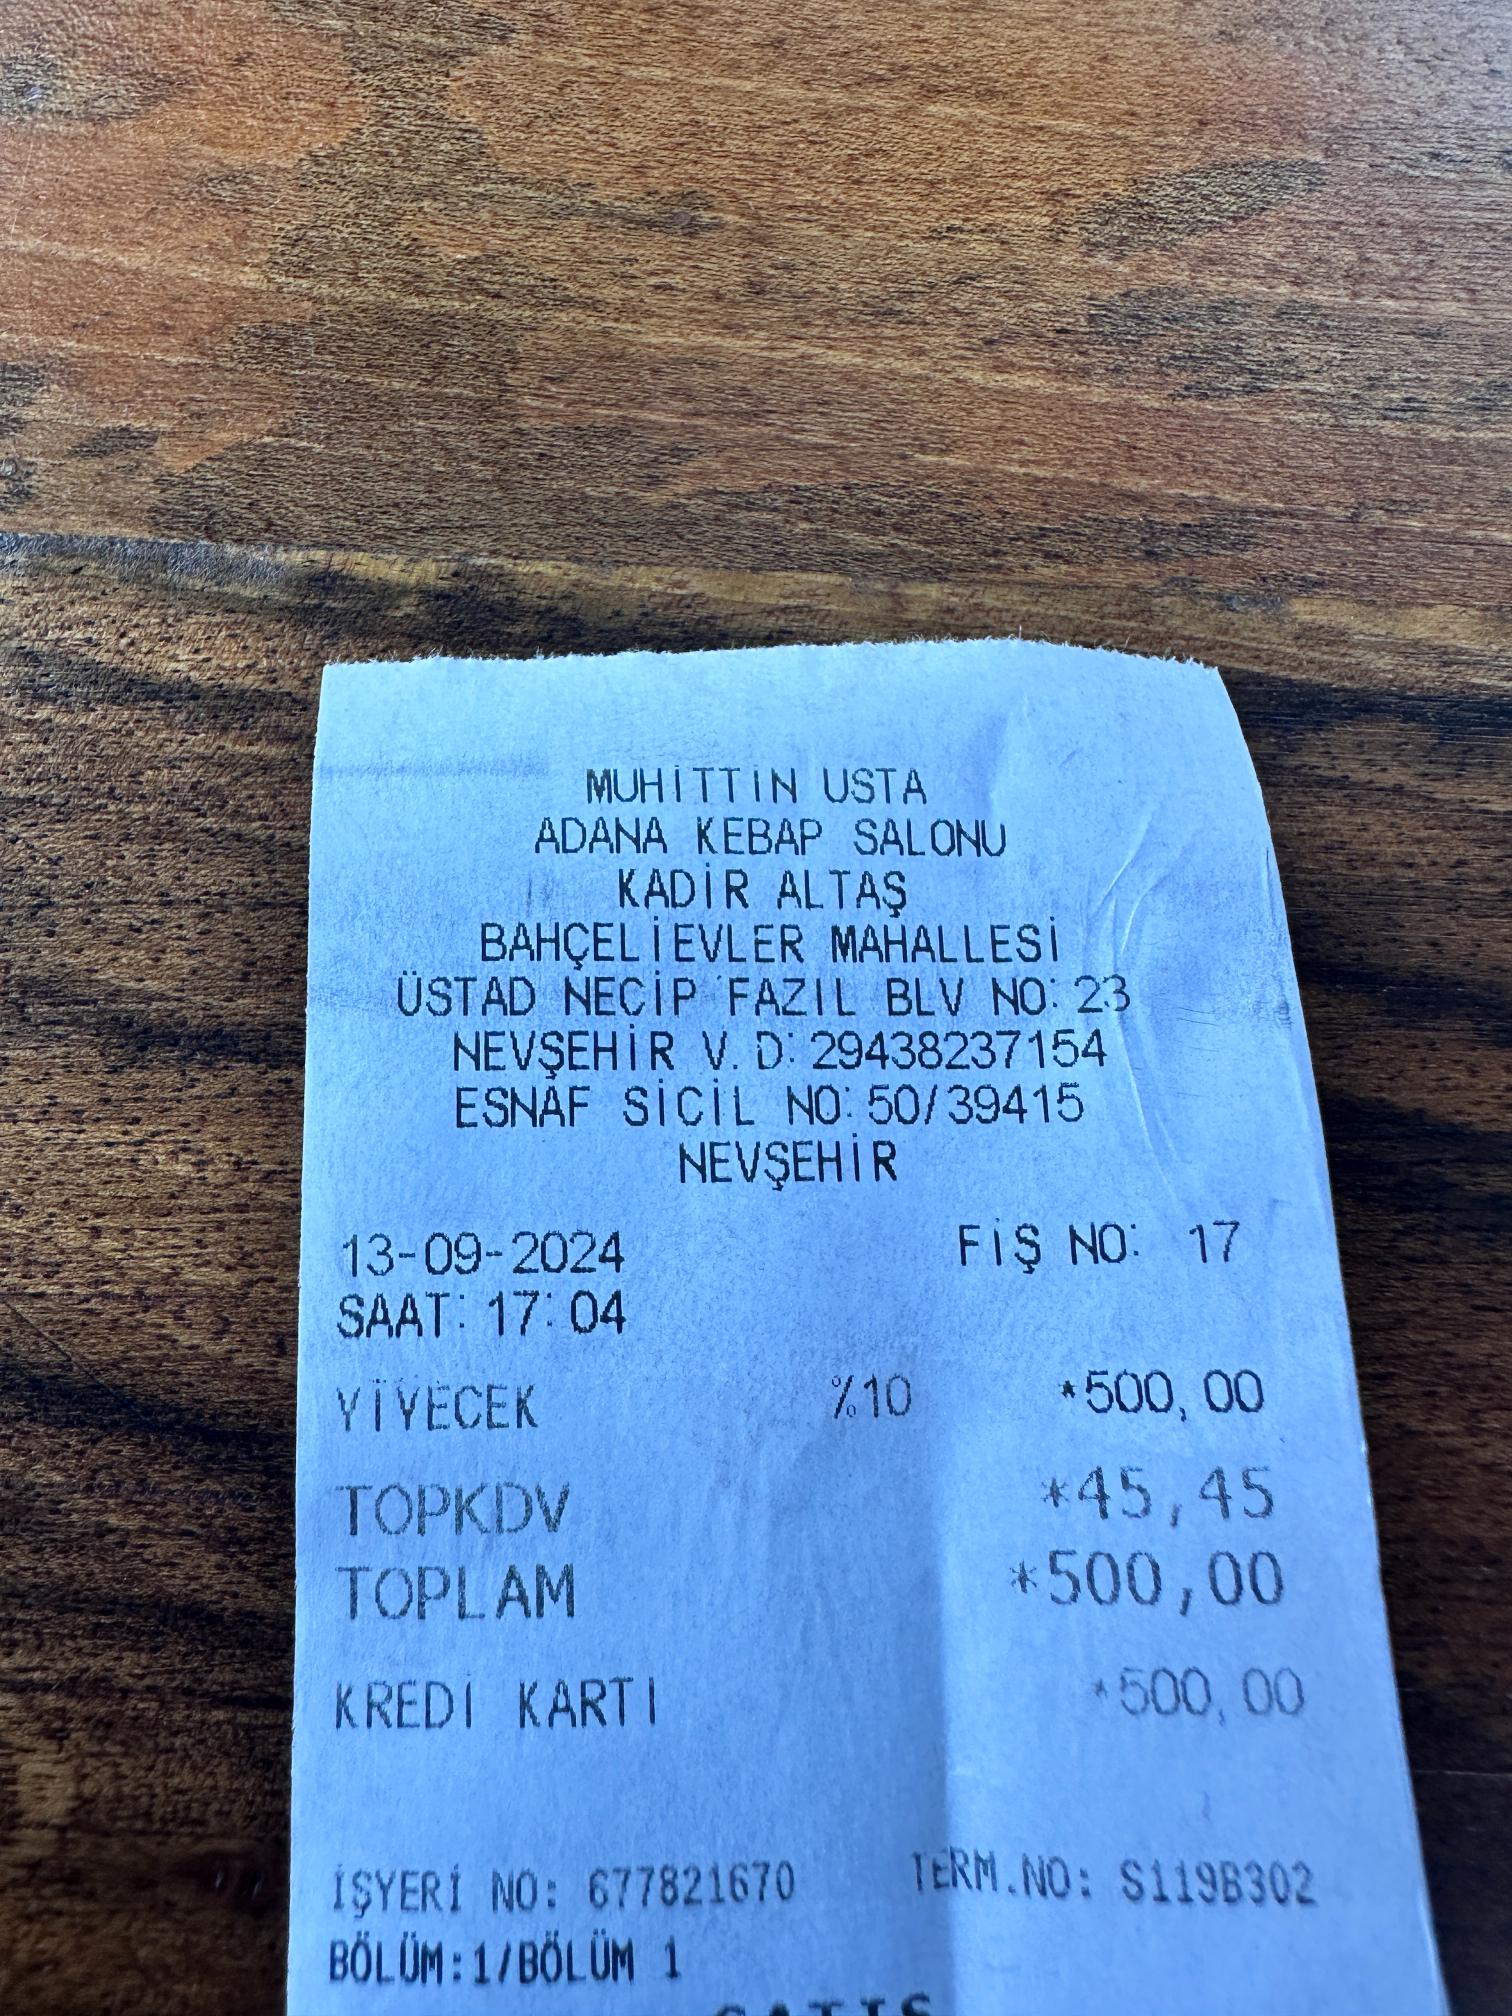 MUHİTTİN USTA
ADANA KEBAP SALONU
KADİR ALTAŞ
BAHÇELİEVLER MAHALLESİ
ÜSTAD NECİP FAZIL BLV NO: 23
NEVŞEHİR V.D: 29438237154
ESNAF SİCİL NO: 50/39415
NEVŞEHİR
13-09-2024 FİŞ NO: 17
SAAT: 17:04
YİYECEK %10 *500,00
TOPKDV *45,45
TOPLAM *500,00
KREDİ KARTI *500,00
İŞYERİ NO: 677821670 TERM.NO: S119B302
BÖLÜM:1/BÖLÜM 1